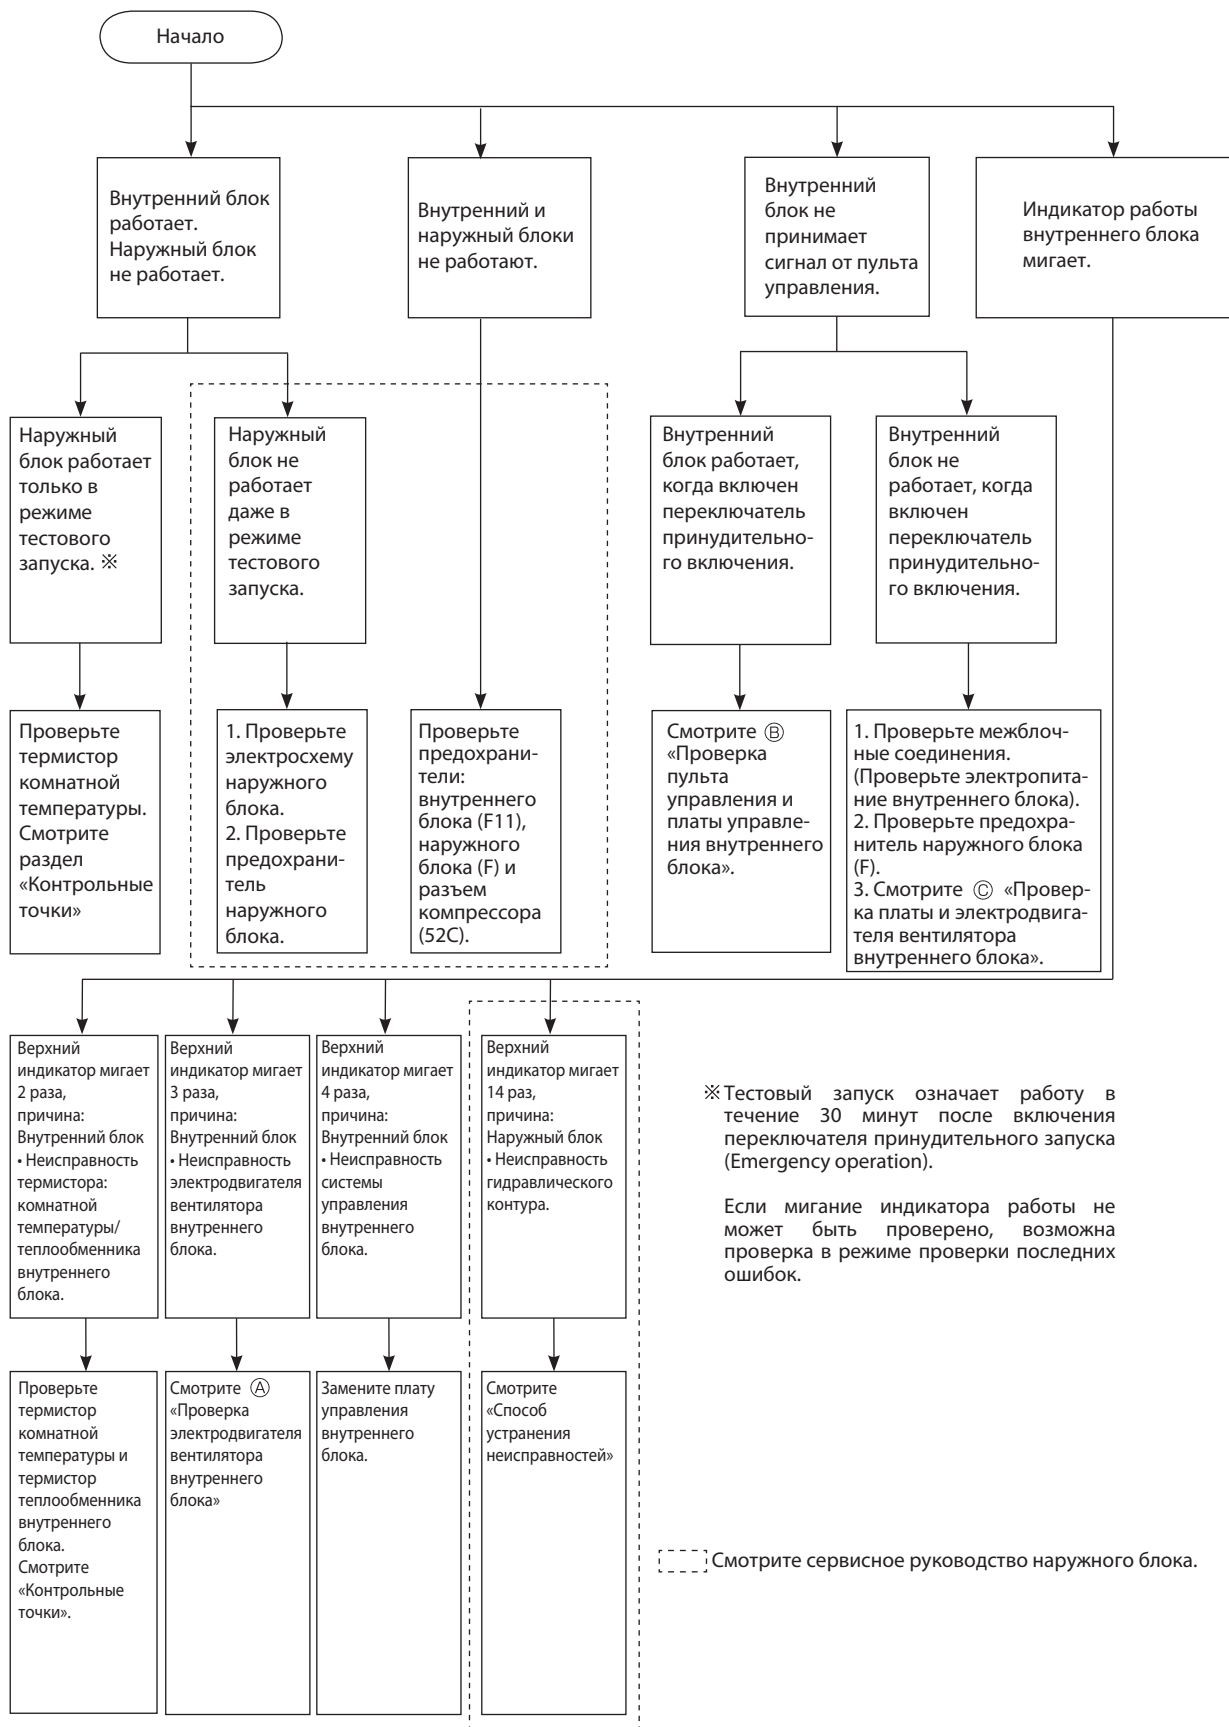 Начало
Внутренний блок
работает.
Наружный блок
не работает.
Внутренний и
наружный блоки
не работают.
Внутренний
блок не
принимает
сигнал от пульта
управления.
Индикатор работы
внутреннего блока
мигает.
Наружный
блок работает
только в
режиме
тестового
запуска. ※
Наружный
блок не
работает
даже в
режиме
тестового
запуска.
Внутренний
блок работает,
когда включен
переключатель
принудительно-
го включения.
Внутренний
блок не
работает, когда
включен
переключатель
принудительно-
го включения.
Проверьте
термистор
комнатной
температуры.
Смотрите
раздел
«Контрольные
точки»
1. Проверьте
электросхему
наружного
блока.
2. Проверьте
предохрани-
тель
наружного
блока.
Проверьте
предохрани-
тели:
внутреннего
блока (F11),
наружного
блока (F) и
разъем
компрессора
(52C).
Смотрите Ⓑ
«Проверка
пульта
управления и
платы управле-
ния внутреннего
блока».
1. Проверьте межблоч-
ные соединения.
(Проверьте электропита-
ние внутреннего блока).
2. Проверьте предохра-
нитель наружного блока
(F).
3. Смотрите Ⓒ «Провер-
ка платы и электродвига-
теля вентилятора
внутреннего блока».
Верхний
индикатор мигает
2 раза,
причина:
Внутренний блок
• Неисправность
термистора:
комнатной
температуры/
теплообменника
внутреннего
блока.
Верхний
индикатор мигает
3 раза,
причина:
Внутренний блок
• Неисправность
электродвигателя
вентилятора
внутреннего
блока.
Верхний
индикатор мигает
4 раза,
причина:
Внутренний блок
• Неисправность
системы
управления
внутреннего
блока.
Верхний
индикатор мигает
14 раз,
причина:
Наружный блок
• Неисправность
гидравлического
контура.
※ Тестовый запуск означает работу в
течение 30 минут после включения
переключателя принудительного запуска
(Emergency operation).
Если мигание индикатора работы не
может быть проверено, возможна
проверка в режиме проверки последних
ошибок.
Проверьте
термистор
комнатной
температуры и
термистор
теплообменника
внутреннего
блока.
Смотрите
«Контрольные
точки».
Смотрите Ⓐ
«Проверка
электродвигателя
вентилятора
внутреннего
блока»
Замените плату
управления
внутреннего
блока.
Смотрите
«Способ
устранения
неисправностей»
Смотрите сервисное руководство наружного блока.